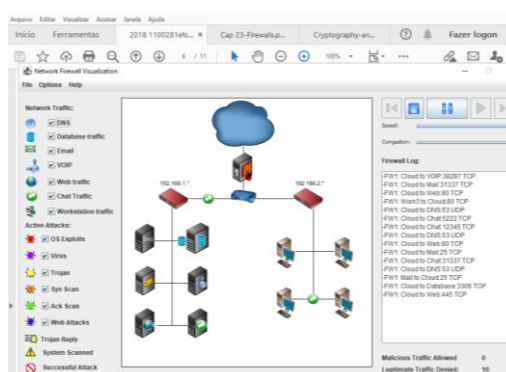 Arquivo Editar Visualizar Assinar Janela Ajuda
Início Ferramentas 2018 1100281efo... × Cap 23-Firewalls.p... Cryptography-an... Fazer logon
6 / 11 100%
Network Firewall Visualization
File Options Help
Network Traffic:
DNS
Database traffic
Email
VOIP
Web traffic
Chat Traffic
Workstation traffic
Active Attacks:
OS Exploits
Virus
Trojan
Sys Scan
Ack Scan
Web Attacks
Trojan Reply
System Scanned
Successful Attack
192.168.1.*
192.168.2.*
Speed:
Congestion:
Firewall Log:
-FW1: Cloud to VOIP:38287 TCP
-FW1: Cloud to Mail:31337 TCP
-FW1: Work3 to Cloud:80 TCP
-FW1: Cloud to DNS:53 UDP
-FW1: Cloud to Chat:5222 TCP
-FW1: Cloud to Chat:12345 TCP
-FW1: Cloud to DNS:53 UDP
-FW1: Cloud to Web:80 TCP
-FW1: Cloud to Mail:25 TCP
-FW1: Cloud to Chat:31337 TCP
-FW1: Cloud to DNS:53 UDP
-FW1: Mail to Cloud:25 TCP
-FW1: Cloud to Database:3306 TCP
-FW1: Cloud to Web:445 TCP
Malicious Traffic Allowed 0
Legitimate Traffic Denied: 10